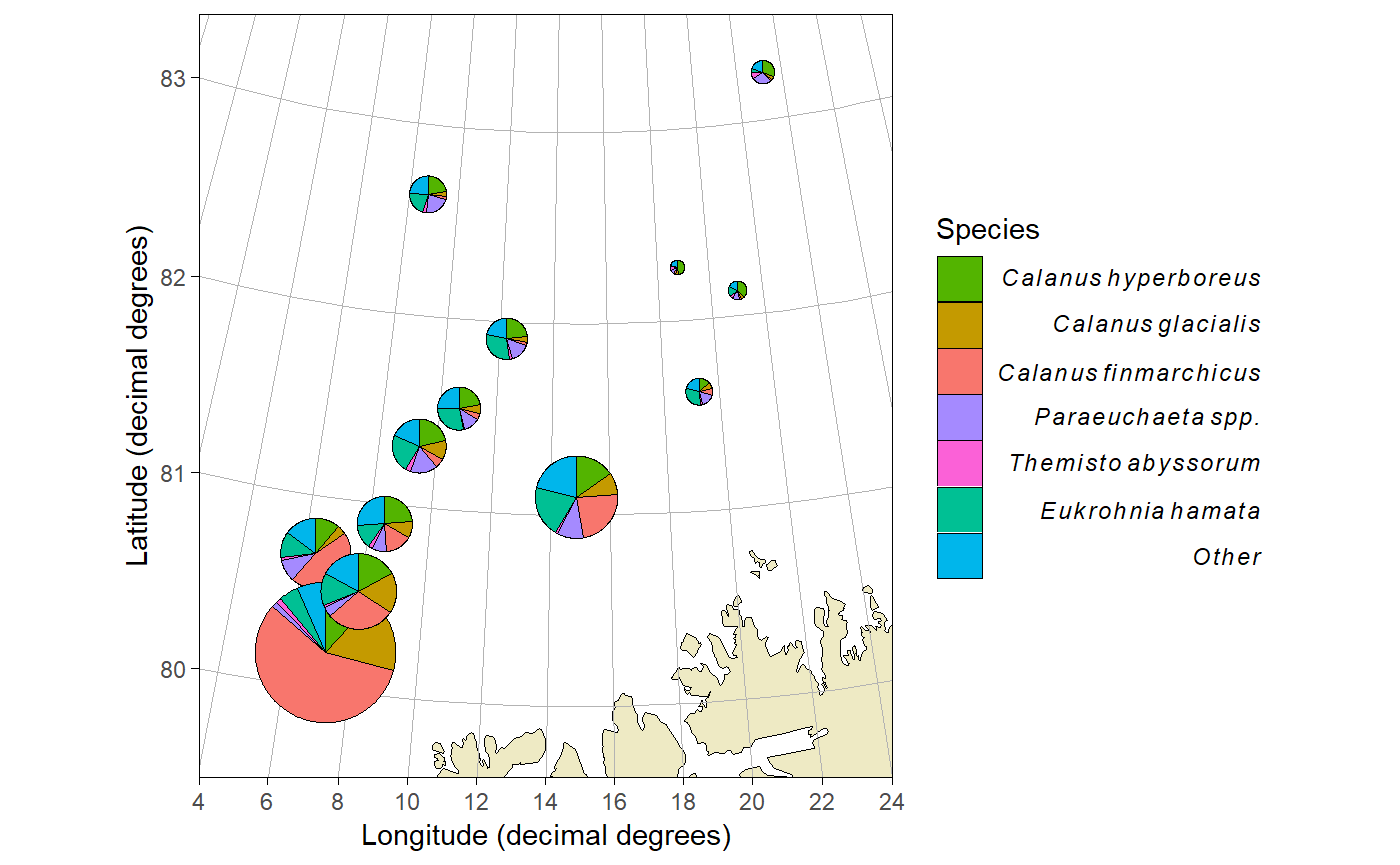 83
82
81
80
Latitude (decimal degrees)
4 6 8 10 12 14 16 18 20 22 24
Longitude (decimal degrees)
Species
Calanus hyperboreus
Calanus glacialis
Calanus finmarchicus
Paraeuchaeta spp.
Themisto abyssorum
Eukrohnia hamata
Other